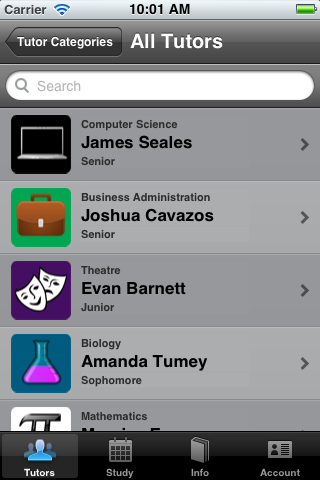 Carrier 10:01 AM
Tutor Categories
All Tutors
Search
Computer Science
James Seales
Senior
Business Administration
Joshua Cavazos
Senior
Theatre
Evan Barnett
Junior
Biology
Amanda Tumey
Sophomore
Mathematics
Tutors Study Info Account